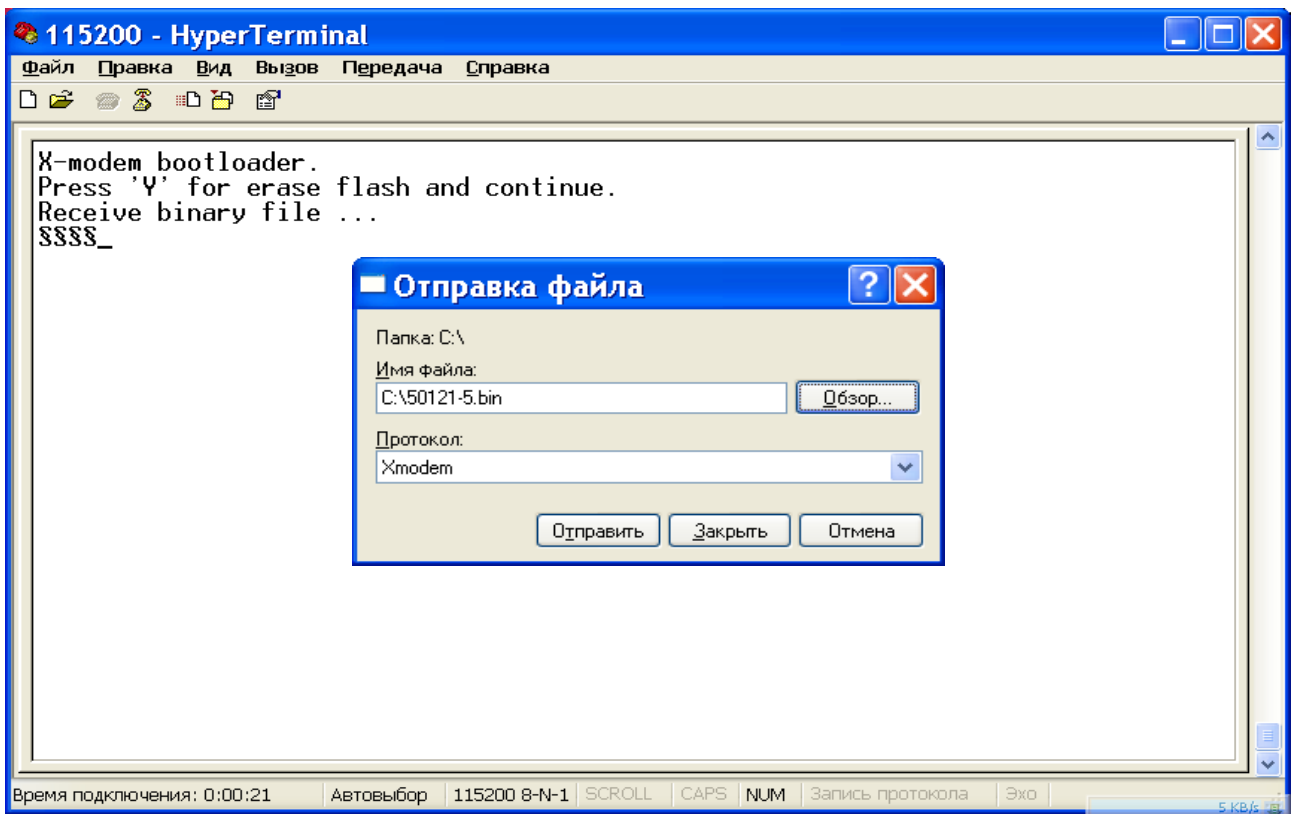 115200 - HyperTerminal
Файл Правка Вид Вызов Передача Справка
X-modem bootloader.
Press 'Y' for erase flash and continue.
Receive binary file ...
§§§§_
Отправка файла
Папка: C:\
Имя файла:
C:\50121-5.bin
Обзор...
Протокол:
Xmodem
Отправить Закрыть Отмена
Время подключения: 0:00:21 Автовыбор 115200 8-N-1 SCROLL CAPS NUM Запись протокола Эхо
5 KB/s